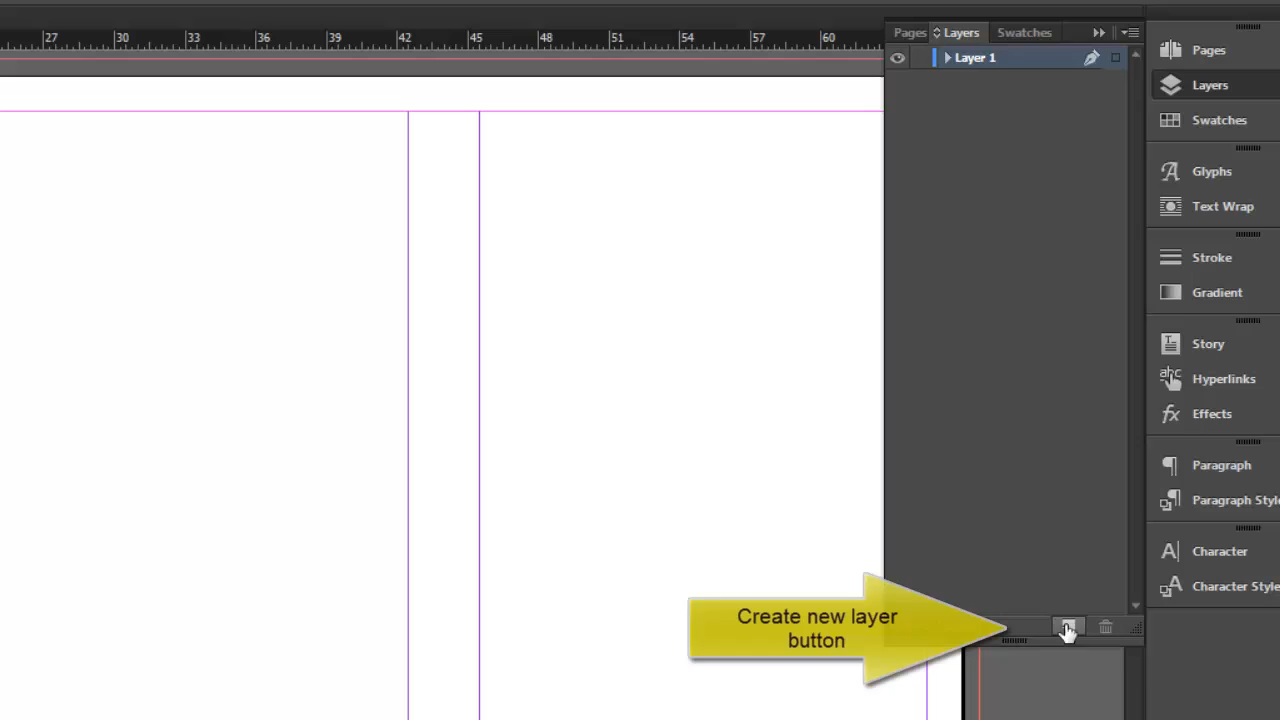 27 30 33 36 39 42 45 48 51 54 57 60
Pages Layers Swatches
Layer 1
Pages
Layers
Swatches
Glyphs
Text Wrap
Stroke
Gradient
Story
Hyperlinks
Effects
Paragraph
Paragraph Style
Character
Character Style
Create new layer
button